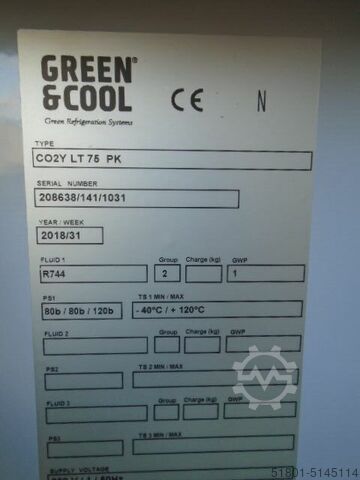 GREEN®
& COOL
Green Refrigeration Systems
CE N
TYPE
CO2Y LT 75 PK
SERIAL NUMBER
208638/141/1031
YEAR / WEEK
2018/31
FLUID 1 Group Charge (kg) GWP
R744 2 1
PS1 TS 1 MIN / MAX
80b / 80b / 120b - 40°C / + 120°C
FLUID 2 Group Charge (kg) GWP
PS2 TS 2 MIN / MAX
FLUID 3 Group Charge (kg) GWP
PS3 TS 3 MIN / MAX
SUPPLY VOLTAGE
51801-5145114